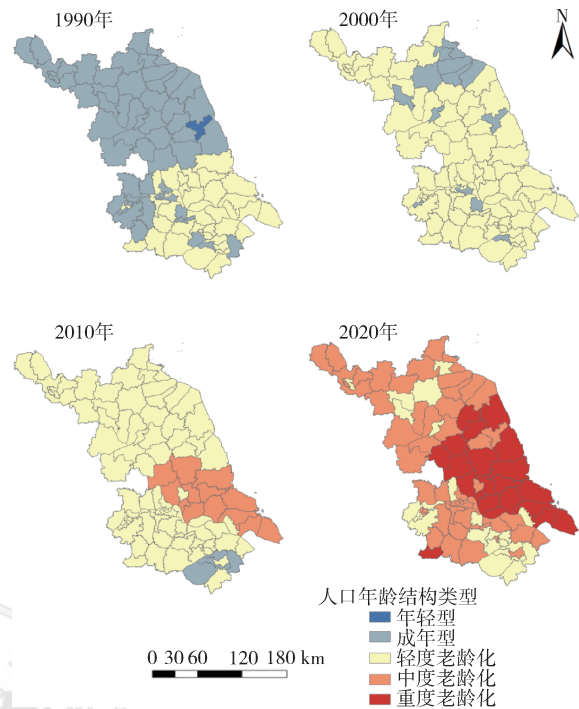 1990年
2000年
N
2010年
2020年
人口年龄结构类型
年轻型
成年型
轻度老龄化
中度老龄化
重度老龄化
0 30 60 120 180 km